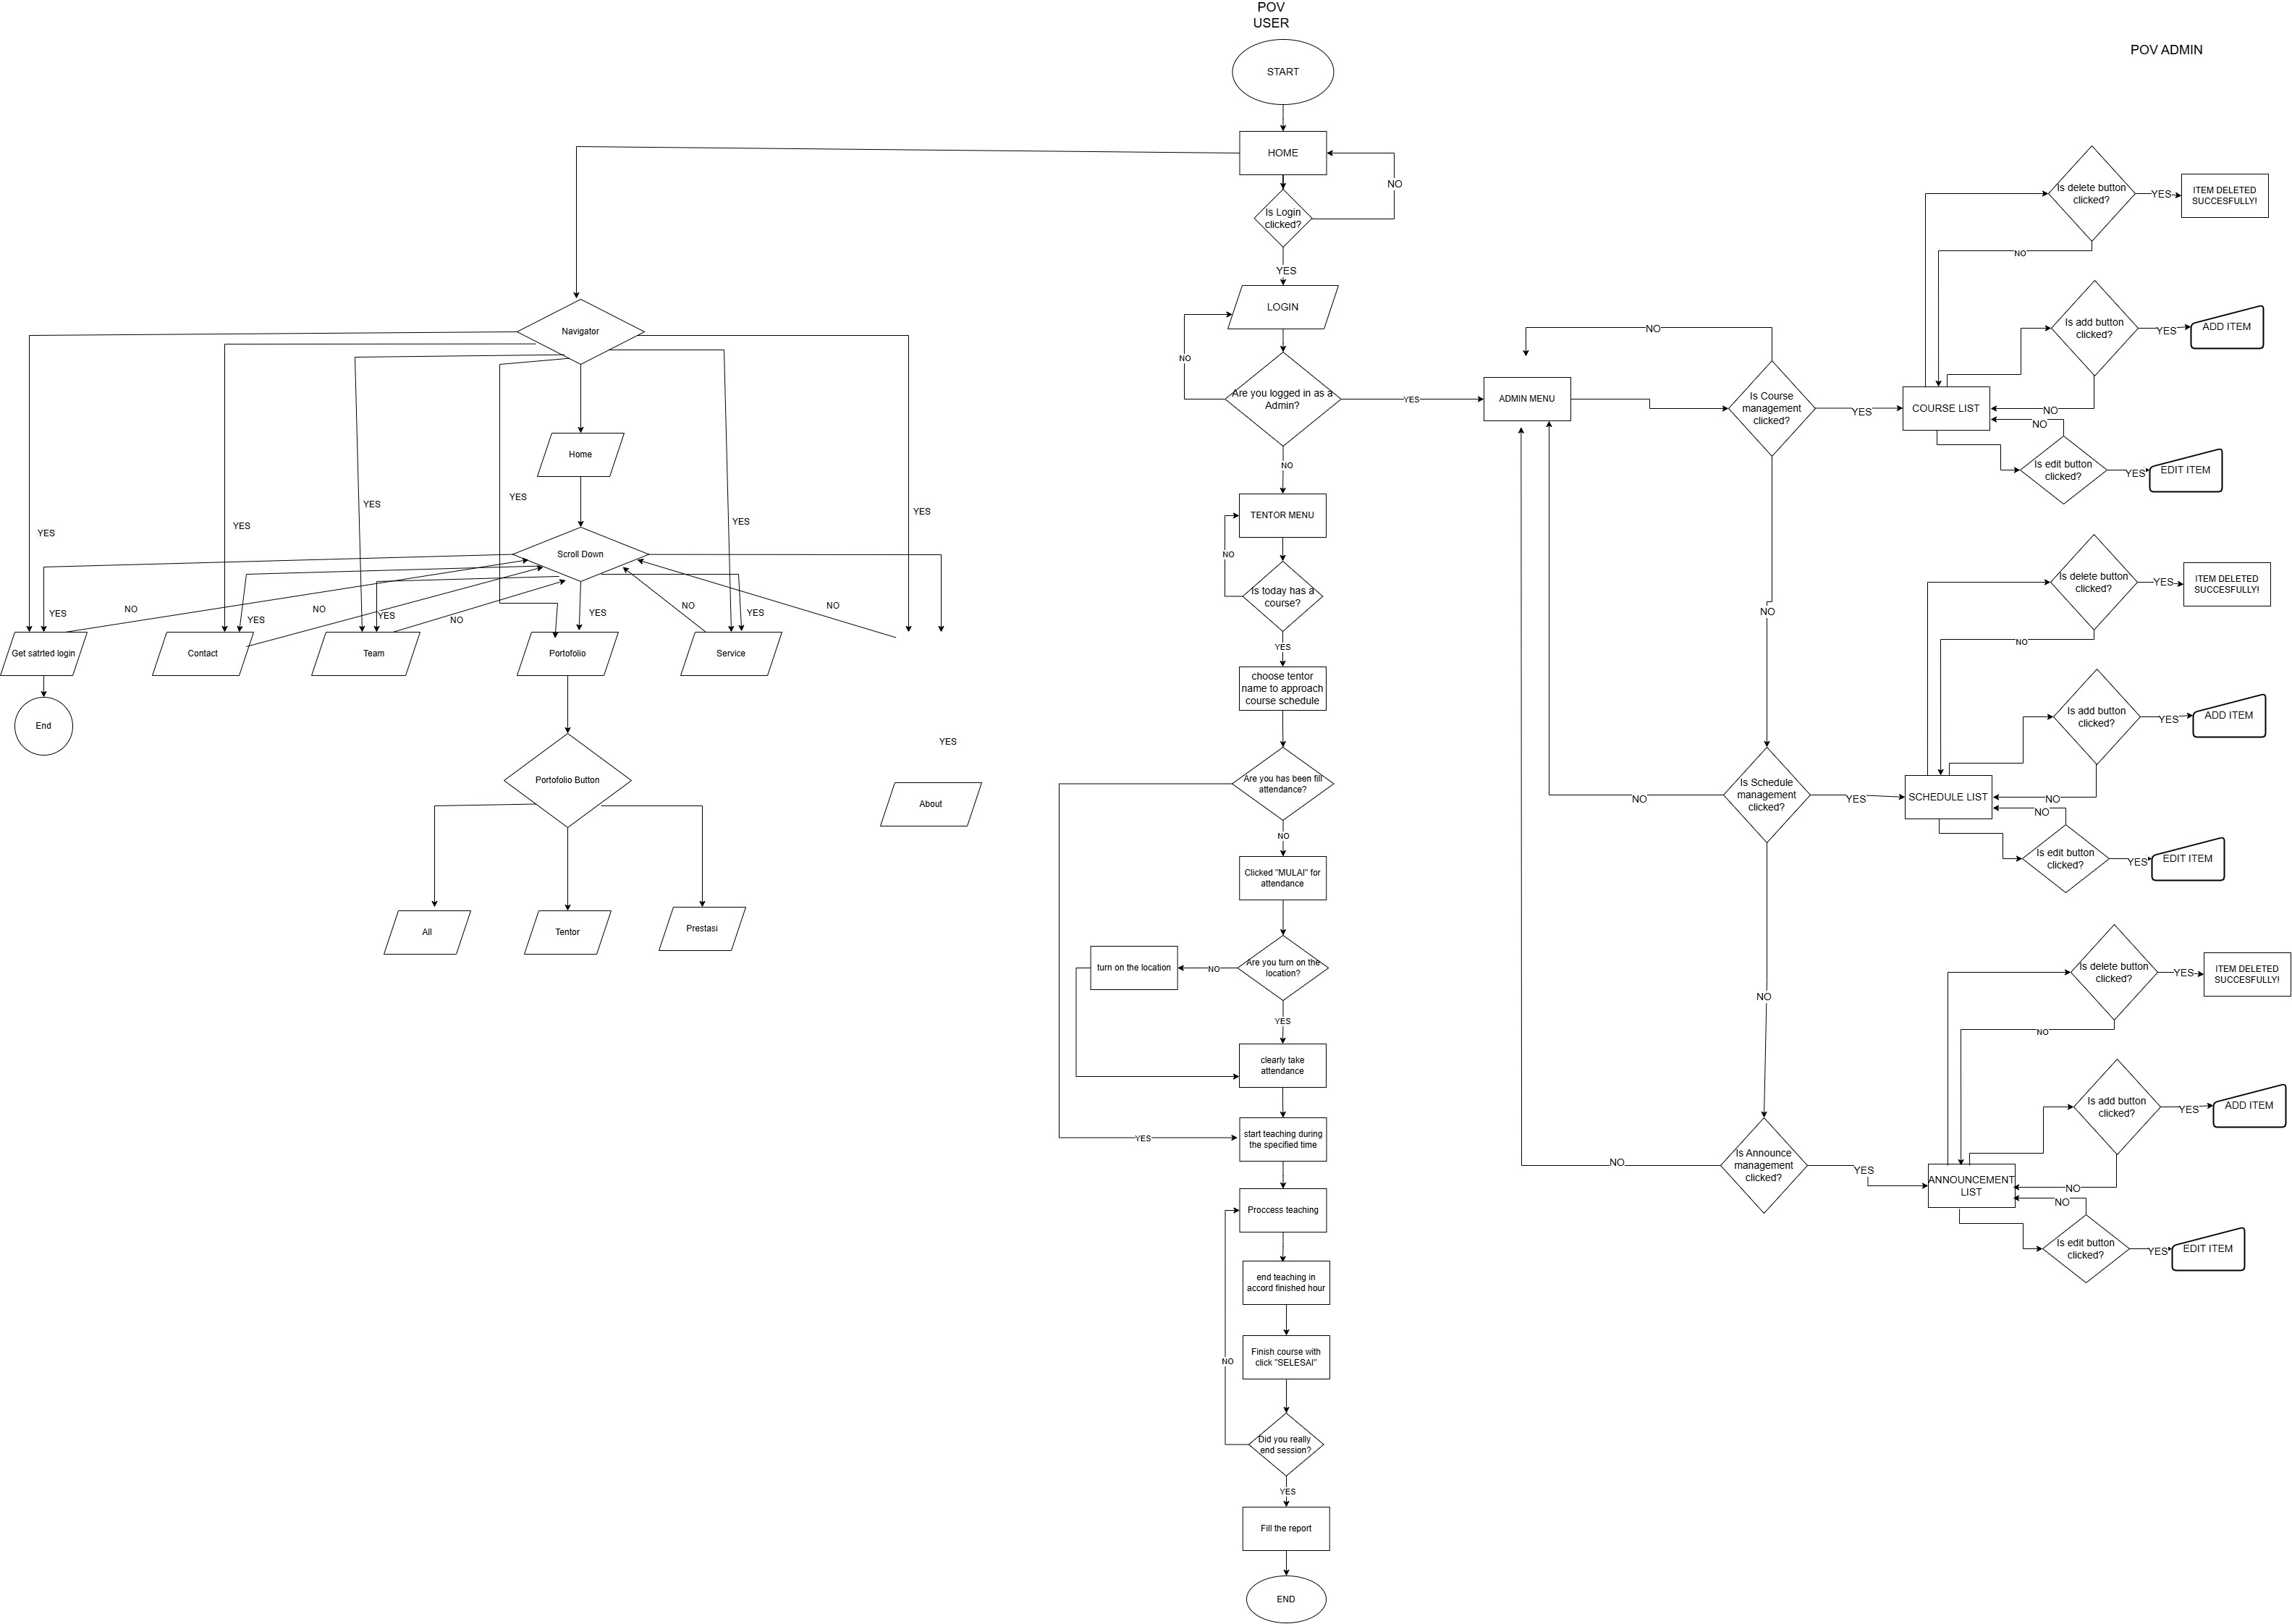 POV
USER
POV ADMIN
START
HOME
NO
Is Login
clicked?
YES
LOGIN
NO
Are you logged in as a
Admin?
YES
NO
TENTOR MENU
NO
Is today has a
course?
YES
choose tentor
name to approach
course schedule
Are you has been fill
attendance?
NO
Clicked "MULAI" for
attendance
turn on the location
NO
Are you turn on the
location?
YES
clearly take
attendance
YES
start teaching during
the specified time
Proccess teaching
end teaching in
accord finished hour
NO
Finish course with
click "SELESAI"
Did you really
end session?
YES
Fill the report
END
Navigator
Home
YES
YES
YES
YES
YES
YES
Scroll Down
YES
NO
YES
NO
YES
NO
YES
NO
YES
NO
Get satrted login
Contact
Team
Portofolio
Service
End
YES
About
Portofolio Button
All
Tentor
Prestasi
NO
ADMIN MENU
Is Course
management
clicked?
YES
COURSE LIST
Is delete button
clicked?
YES
ITEM DELETED
SUCCESFULLY!
NO
Is add button
clicked?
YES
ADD ITEM
NO
NO
Is edit button
clicked?
YES
EDIT ITEM
NO
NO
Is Schedule
management
clicked?
YES
SCHEDULE LIST
Is delete button
clicked?
YES
ITEM DELETED
SUCCESFULLY!
NO
Is add button
clicked?
YES
ADD ITEM
NO
NO
Is edit button
clicked?
YES
EDIT ITEM
NO
NO
Is Announce
management
clicked?
YES
ANNOUNCEMENT
LIST
Is delete button
clicked?
YES
ITEM DELETED
SUCCESFULLY!
NO
Is add button
clicked?
YES
ADD ITEM
NO
NO
Is edit button
clicked?
YES
EDIT ITEM